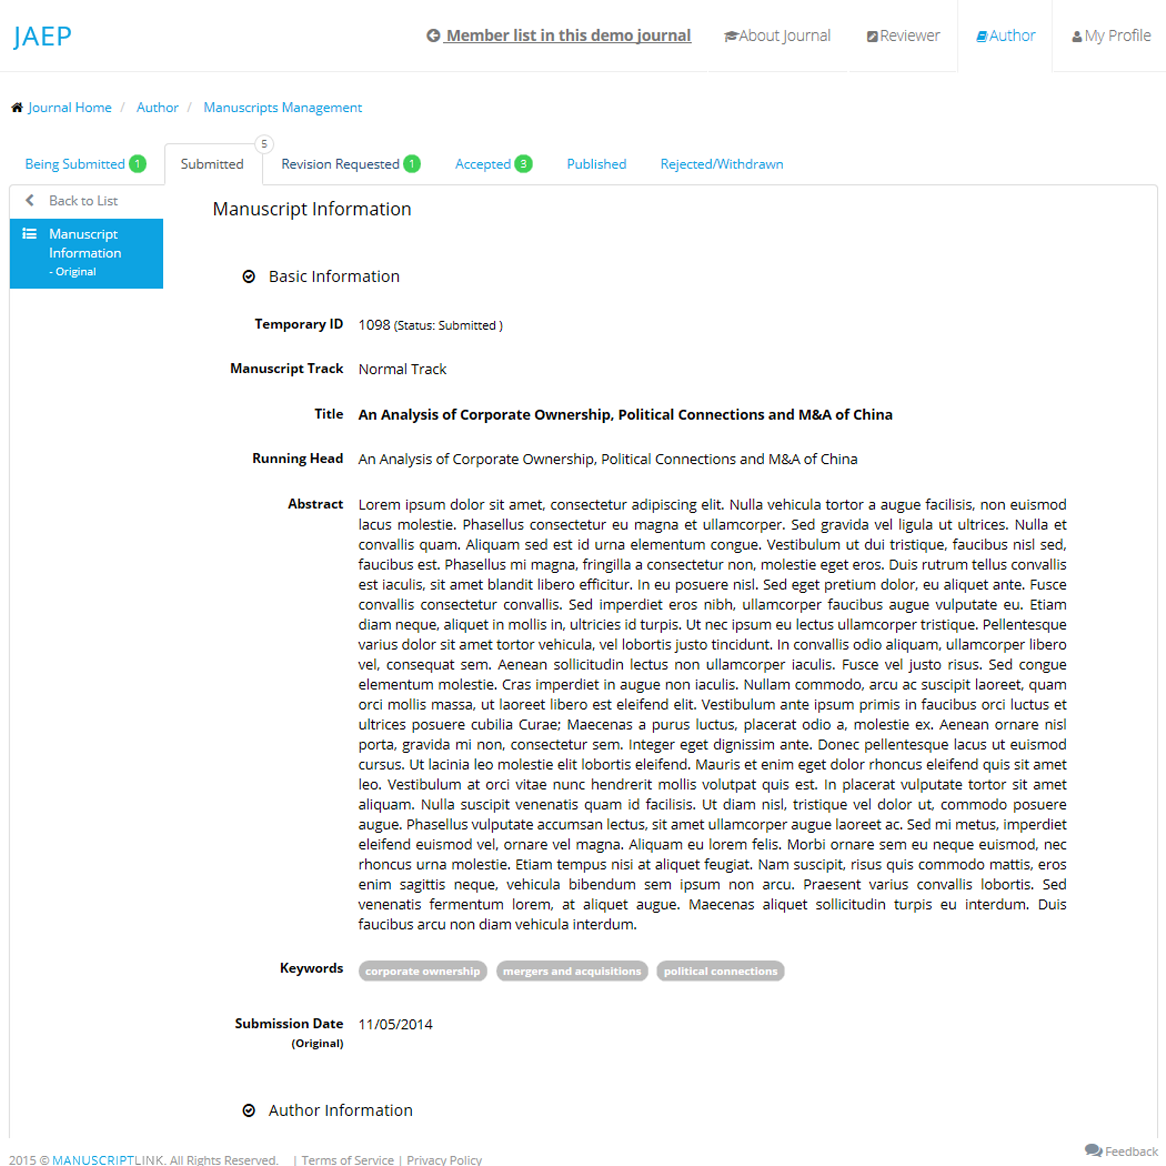 JAEP
Member list in this demo journal
About Journal
Reviewer
Author
My Profile
Journal Home / Author / Manuscripts Management
Being Submitted 1
Submitted 5
Revision Requested 1
Accepted 3
Published
Rejected/Withdrawn
Back to List
Manuscript
Information
- Original
Manuscript Information
Basic Information
Temporary ID 1098 (Status: Submitted )
Manuscript Track Normal Track
Title An Analysis of Corporate Ownership, Political Connections and M&A of China
Running Head An Analysis of Corporate Ownership, Political Connections and M&A of China
Abstract Lorem ipsum dolor sit amet, consectetur adipiscing elit. Nulla vehicula tortor a augue facilisis, non euismod
lacus molestie. Phasellus consectetur eu magna et ullamcorper. Sed gravida vel ligula ut ultrices. Nulla et
convallis quam. Aliquam sed est id urna elementum congue. Vestibulum ut dui tristique, faucibus nisl sed,
faucibus est. Phasellus mi magna, fringilla a consectetur non, molestie eget eros. Duis rutrum tellus convallis
est iaculis, sit amet blandit libero efficitur. In eu posuere nisl. Sed eget pretium dolor, eu aliquet ante. Fusce
convallis consectetur convallis. Sed imperdiet eros nibh, ullamcorper faucibus augue vulputate eu. Etiam
diam neque, aliquet in mollis in, ultricies id turpis. Ut nec ipsum eu lectus ullamcorper tristique. Pellentesque
varius dolor sit amet tortor vehicula, vel lobortis justo tincidunt. In convallis odio aliquam, ullamcorper libero
vel, consequat sem. Aenean sollicitudin lectus non ullamcorper iaculis. Fusce vel justo risus. Sed congue
elementum molestie. Cras imperdiet in augue non iaculis. Nullam commodo, arcu ac suscipit laoreet, quam
orci mollis massa, ut laoreet libero est eleifend elit. Vestibulum ante ipsum primis in faucibus orci luctus et
ultrices posuere cubilia Curae; Maecenas a purus luctus, placerat odio a, molestie ex. Aenean ornare nisl
porta, gravida mi non, consectetur sem. Integer eget dignissim ante. Donec pellentesque lacus ut euismod
cursus. Ut lacinia leo molestie elit lobortis eleifend. Mauris et enim eget dolor rhoncus eleifend quis sit amet
leo. Vestibulum at orci vitae nunc hendrerit mollis volutpat quis est. In placerat vulputate tortor sit amet
aliquam. Nulla suscipit venenatis quam id facilisis. Ut diam nisl, tristique vel dolor ut, commodo posuere
augue. Phasellus vulputate accumsan lectus, sit amet ullamcorper augue laoreet ac. Sed mi metus, imperdiet
eleifend euismod vel, ornare vel magna. Aliquam eu lorem felis. Morbi ornare sem eu neque euismod, nec
rhoncus urna molestie. Etiam tempus nisi at aliquet feugiat. Nam suscipit, risus quis commodo mattis, eros
enim sagittis neque, vehicula bibendum sem ipsum non arcu. Praesent varius convallis lobortis. Sed
venenatis fermentum lorem, at aliquet augue. Maecenas aliquet sollicitudin turpis eu interdum. Duis
faucibus arcu non diam vehicula interdum.
Keywords corporate ownership mergers and acquisitions political connections
Submission Date 11/05/2014
(Original)
Author Information
Feedback
2015 © MANUSCRIPTLINK. All Rights Reserved. | Terms of Service | Privacy Policy